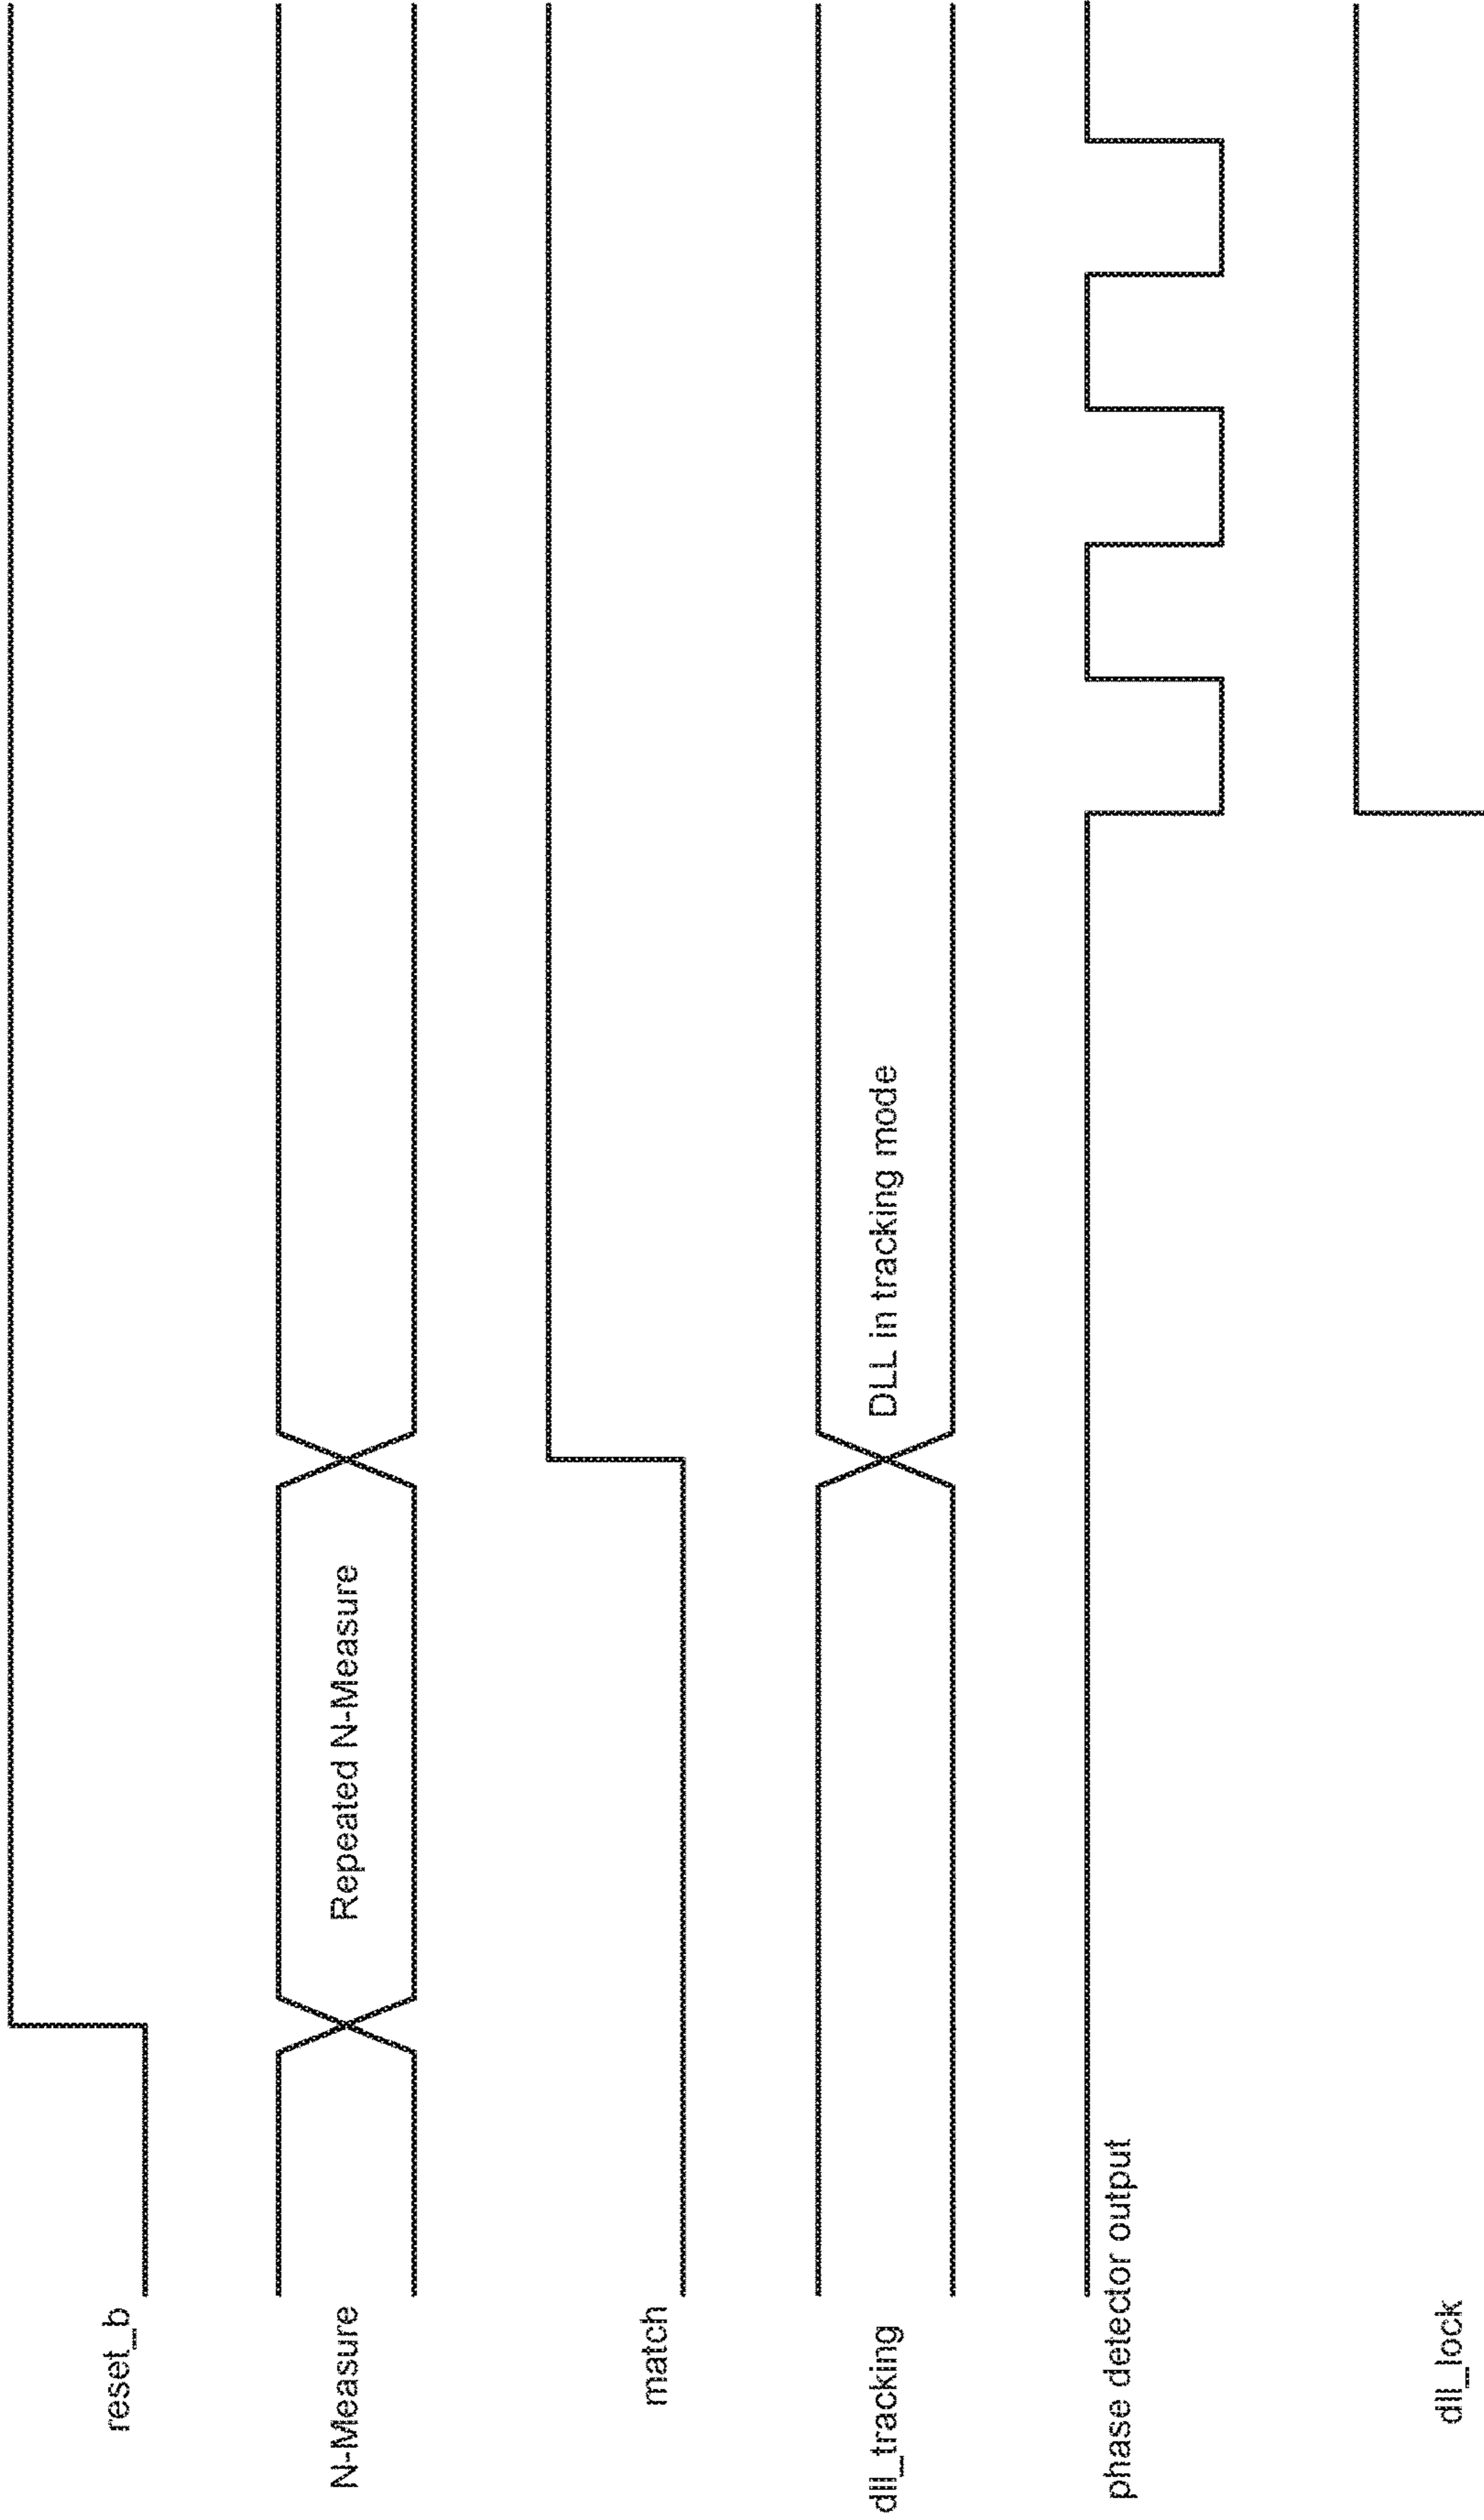 reset_b
N-Measure
Repeated N-Measure
match
dll_tracking
DLL in tracking mode
phase detector output
dll_lock